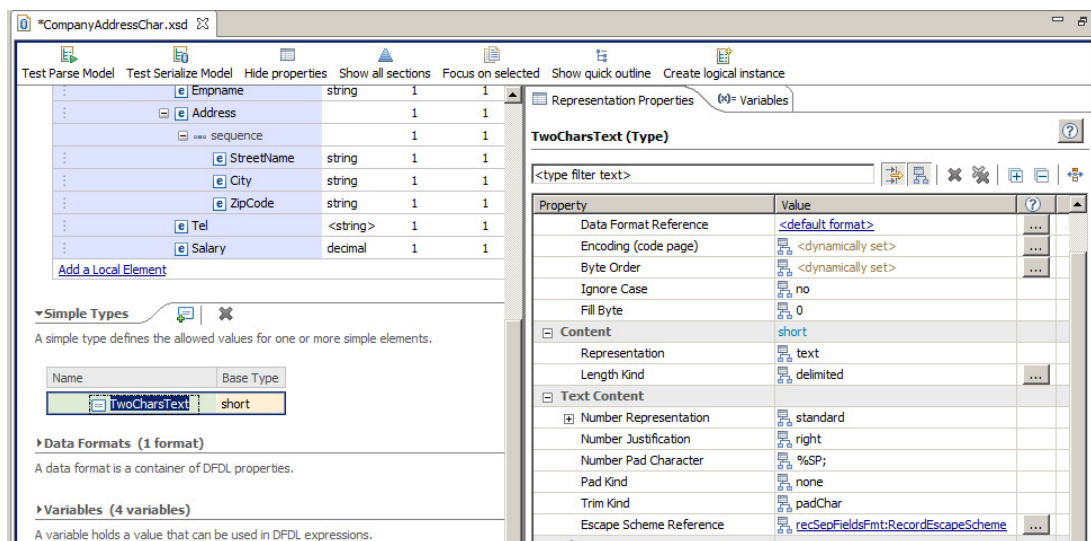 *CompanyAddressChar.xsd
Test Parse Model Test Serialize Model Hide properties Show all sections Focus on selected Show quick outline Create logical instance
e Empname string 1 1
e Address 1 1
sequence 1 1
e StreetName string 1 1
e City string 1 1
e ZipCode string 1 1
e Tel <string> 1 1
e Salary decimal 1 1
Add a Local Element
Simple Types
A simple type defines the allowed values for one or more simple elements.
Name Base Type
TwoCharsText short
Data Formats (1 format)
A data format is a container of DFDL properties.
Variables (4 variables)
A variable holds a value that can be used in DFDL expressions.
Representation Properties (x)= Variables
TwoCharsText (Type)
<type filter text>
Property Value
Data Format Reference <default format> ...
Encoding (code page) <dynamically set> ...
Byte Order <dynamically set> ...
Ignore Case no
Fill Byte 0
Content short
Representation text
Length Kind delimited ...
Text Content
Number Representation standard
Number Justification right
Number Pad Character %SP;
Pad Kind none
Trim Kind padChar
Escape Scheme Reference recSepFieldsFmt:RecordEscapeScheme ...